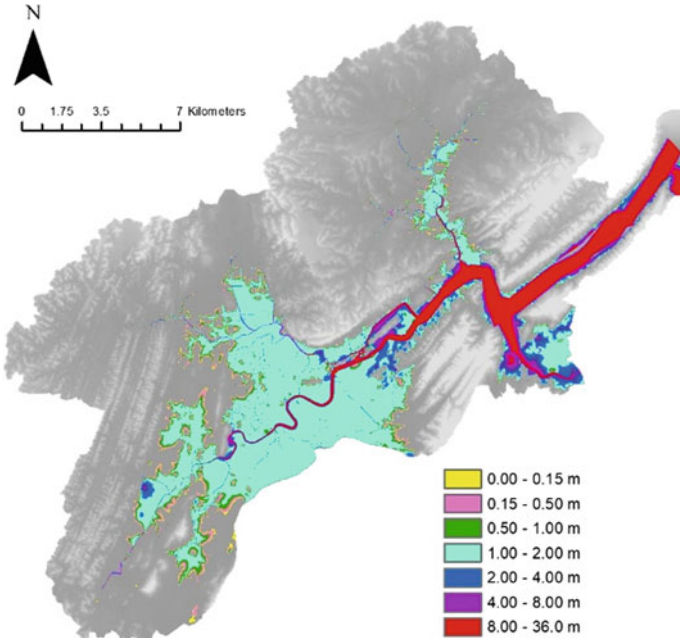 N
0 1.75 3.5 7 Kilometers
0.00 - 0.15 m
0.15 - 0.50 m
0.50 - 1.00 m
1.00 - 2.00 m
2.00 - 4.00 m
4.00 - 8.00 m
8.00 - 36.0 m